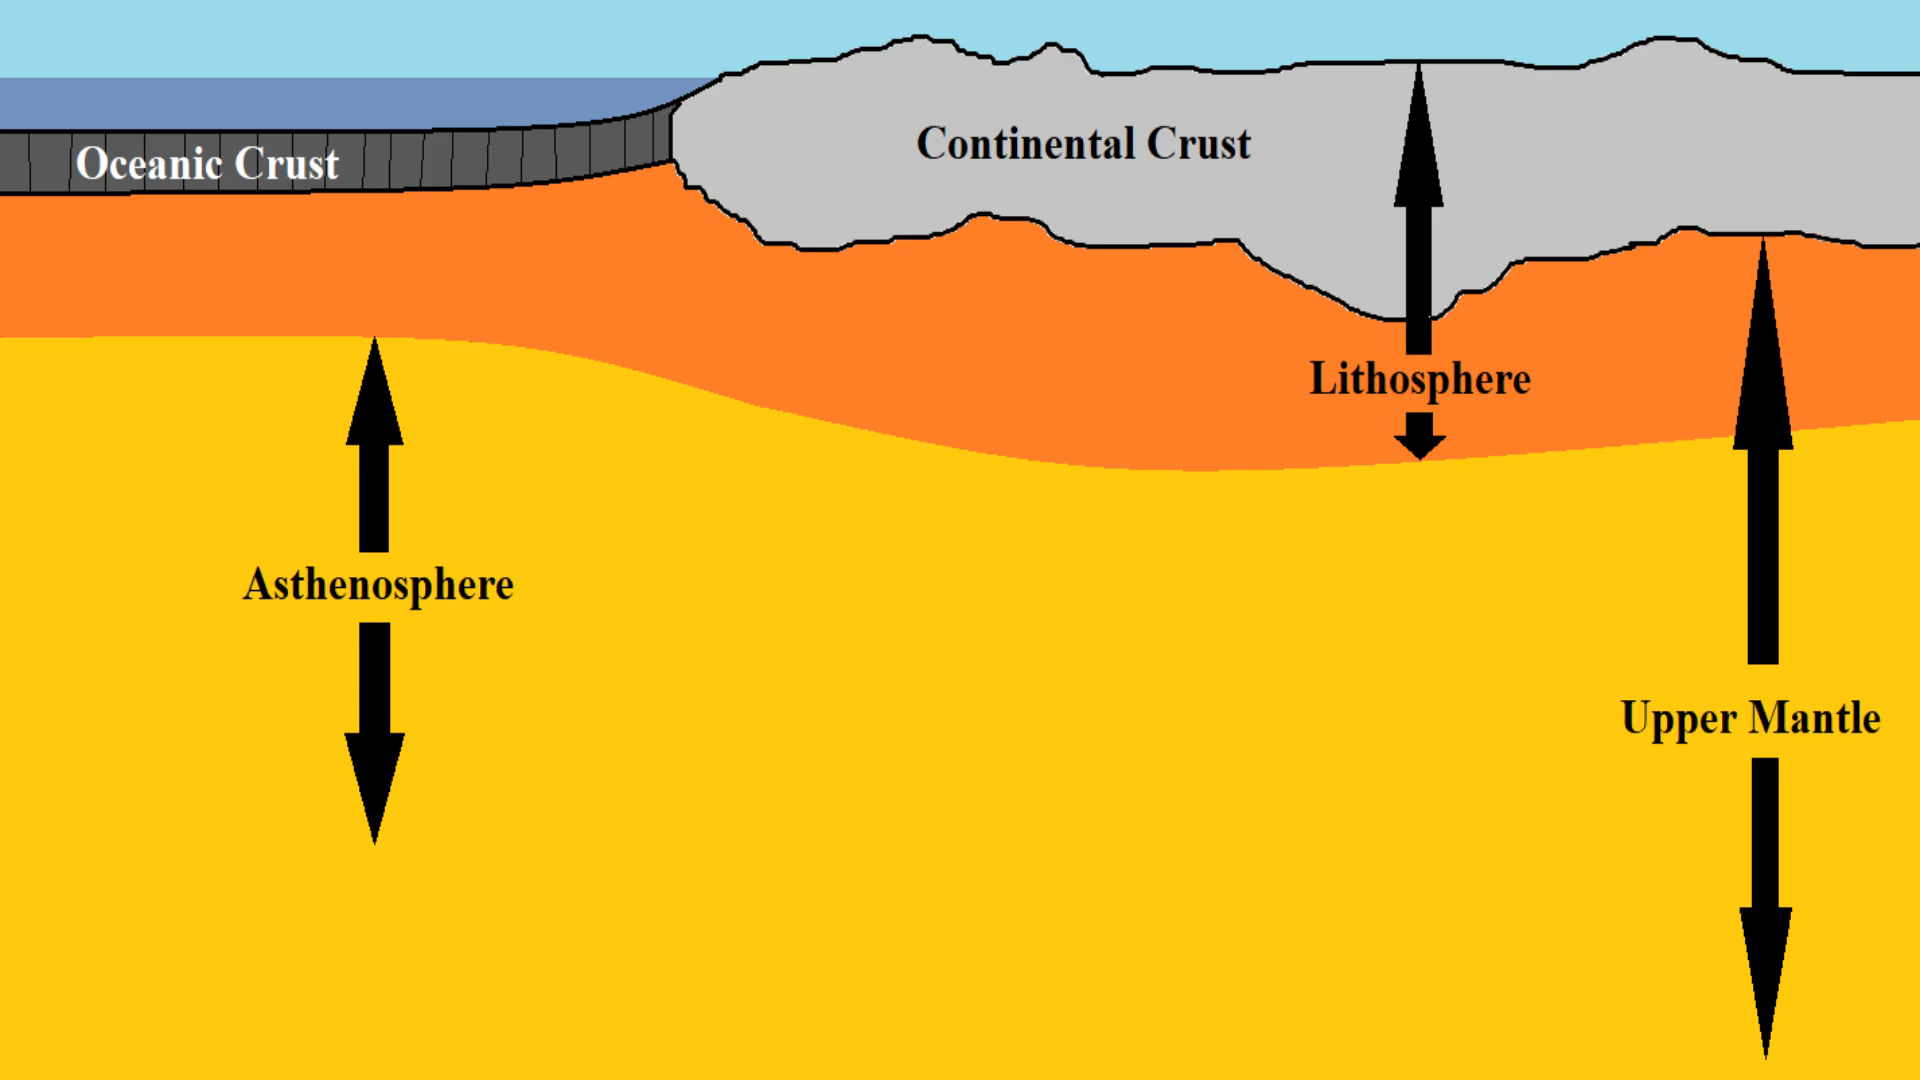 Continental Crust
Oceanic Crust
Lithosphere
Asthenosphere
Upper Mantle